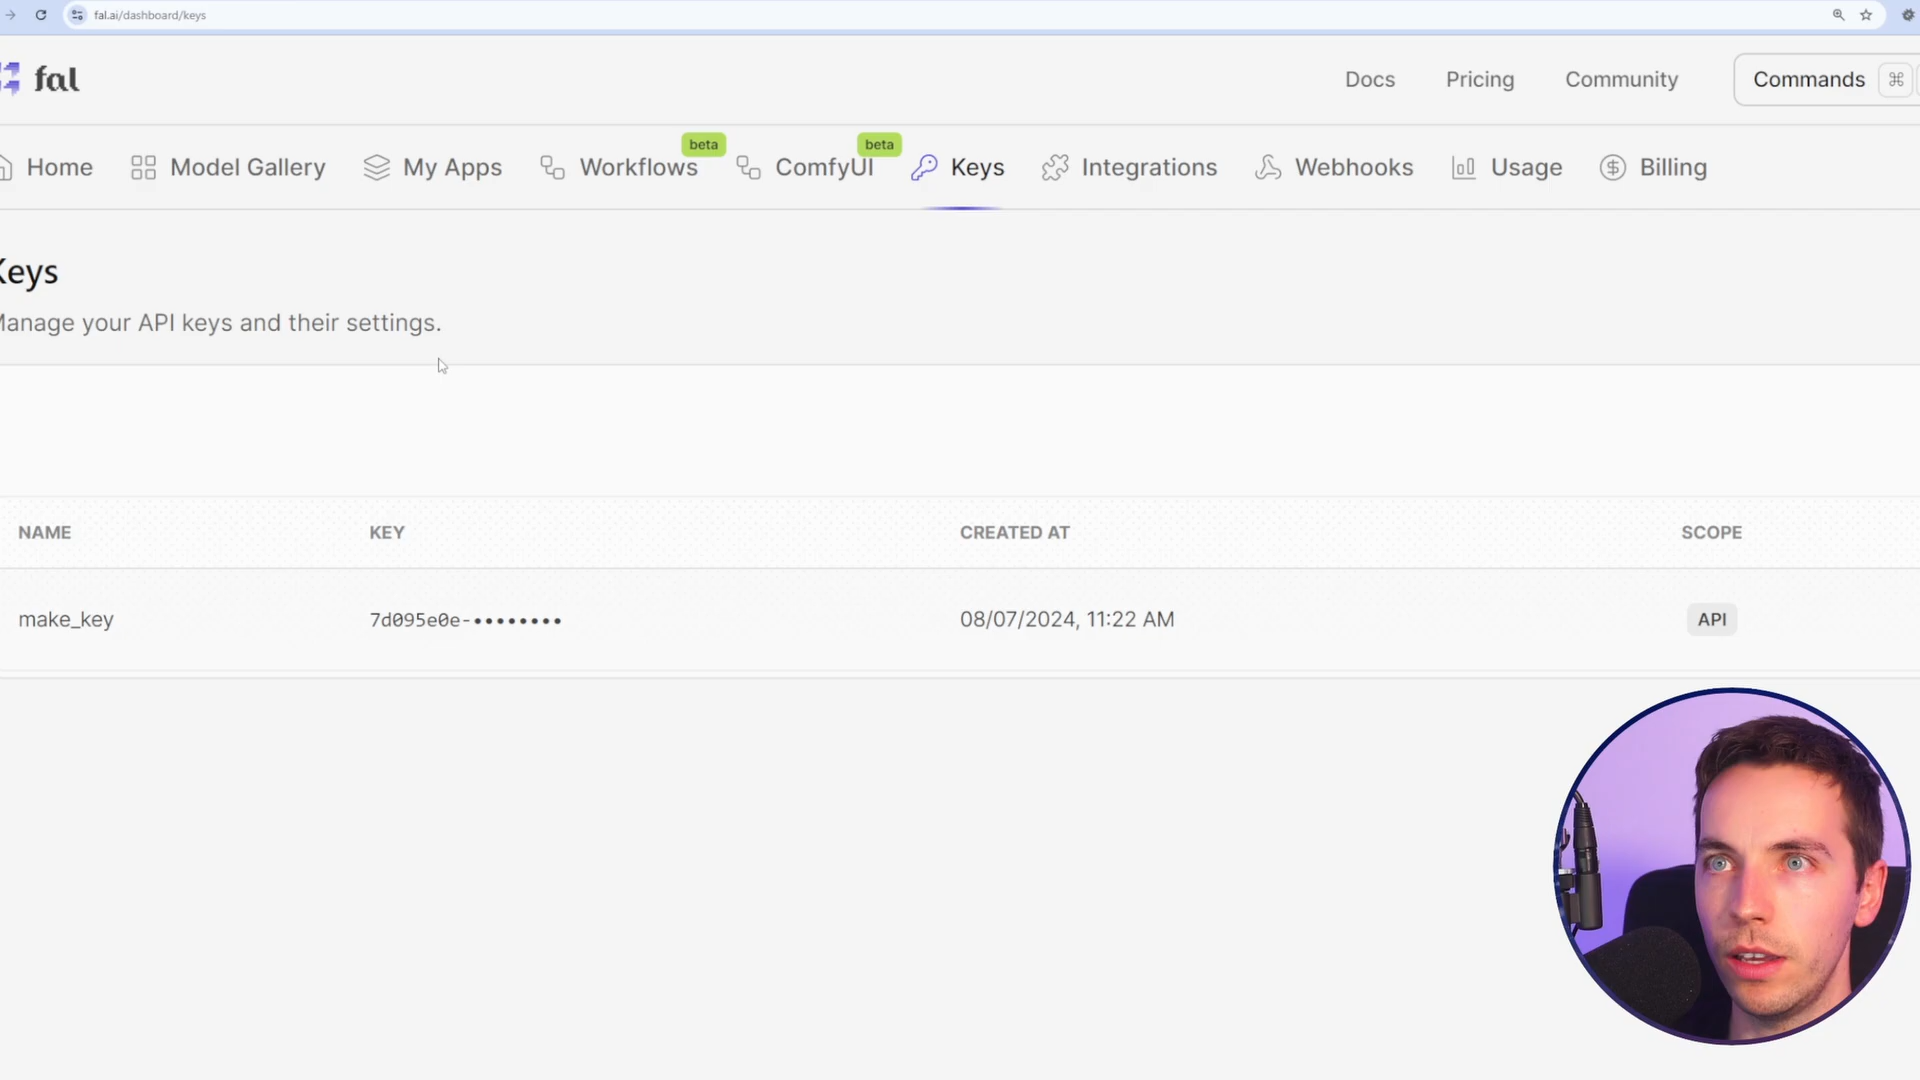 fal.ai/dashboard/keys
fal
Docs Pricing Community Commands ⌘
beta beta
Home Model Gallery My Apps Workflows ComfyUI Keys Integrations Webhooks Usage Billing
Keys
Manage your API keys and their settings.
NAME KEY CREATED AT SCOPE
make_key 7d095e0e-•••••••• 08/07/2024, 11:22 AM API